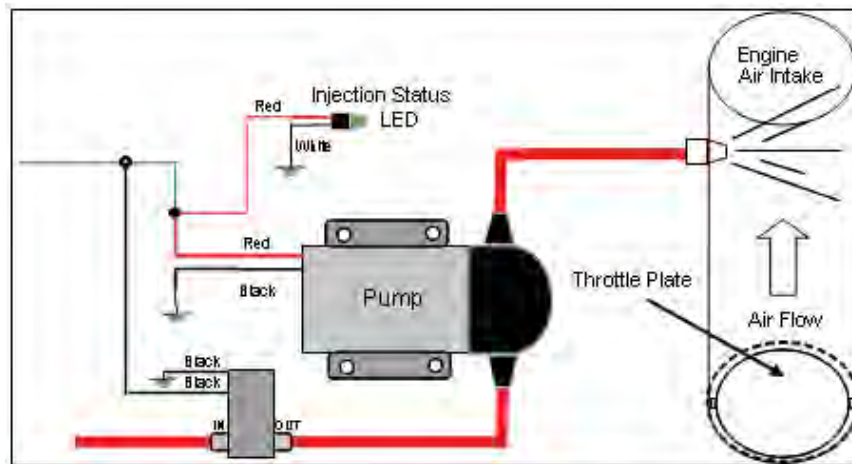 Engine
Air Intake
Injection Status
LED
Red
White
Red
Black
Pump
Throttle Plate
Air Flow
Black
Black
IN
OUT